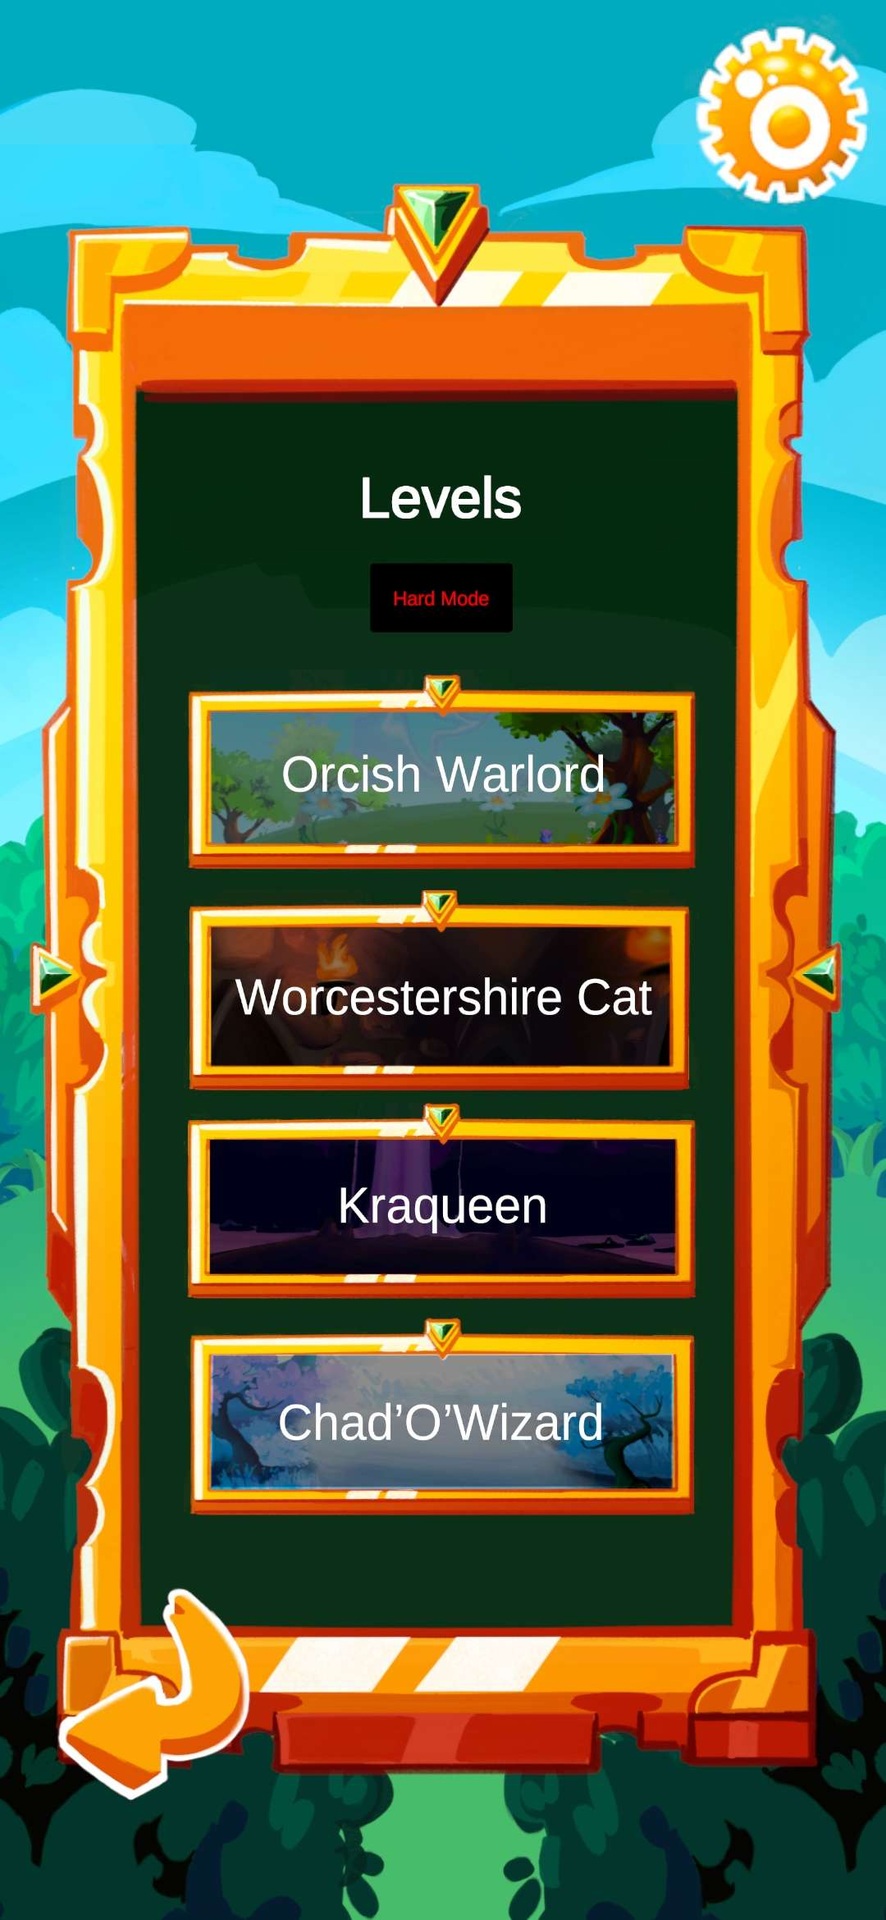 Levels
Hard Mode
Orcish Warlord
Worcestershire Cat
Kraqueen
Chad’O’Wizard